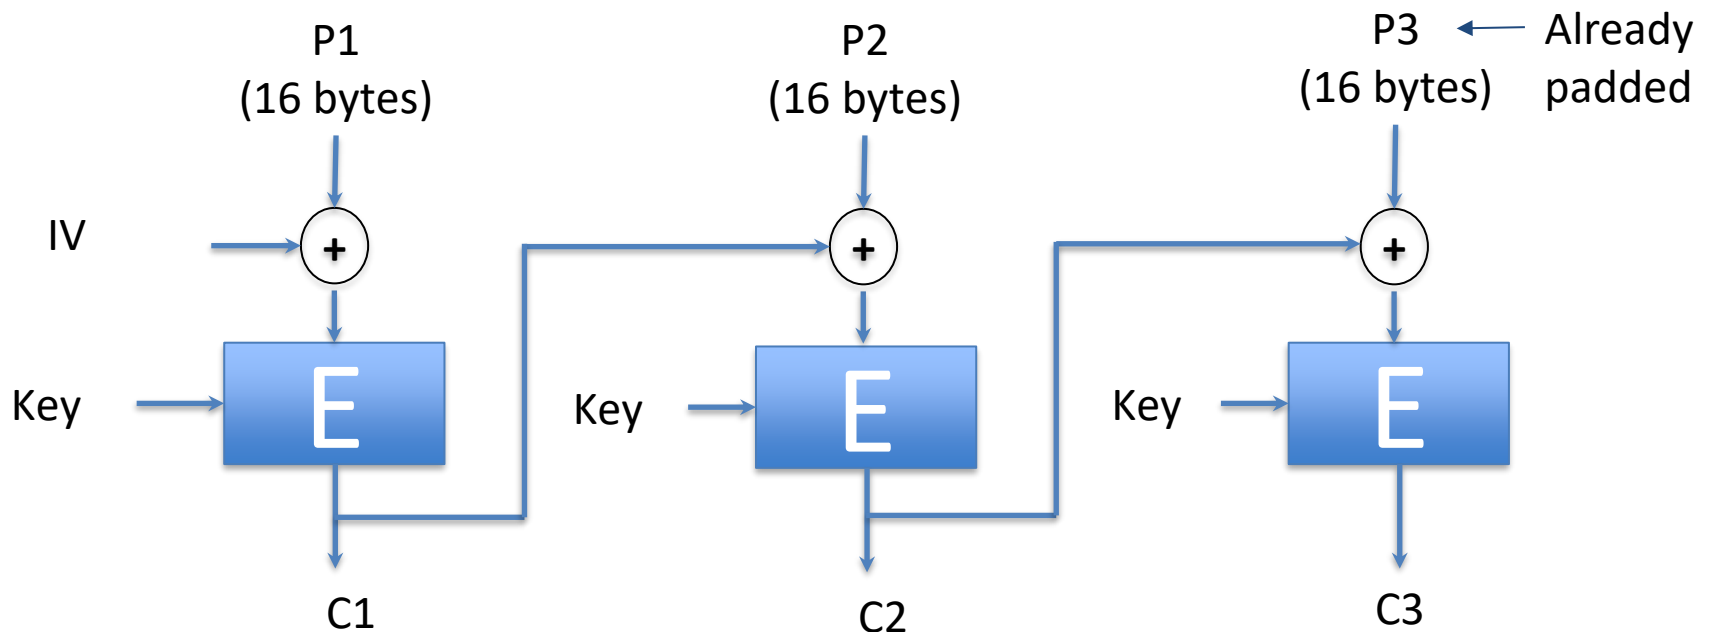 P1
(16 bytes)
P2
(16 bytes)
P3
(16 bytes)
Already
padded
IV
+
+
+
Key
E
Key
E
Key
E
C1
C2
C3